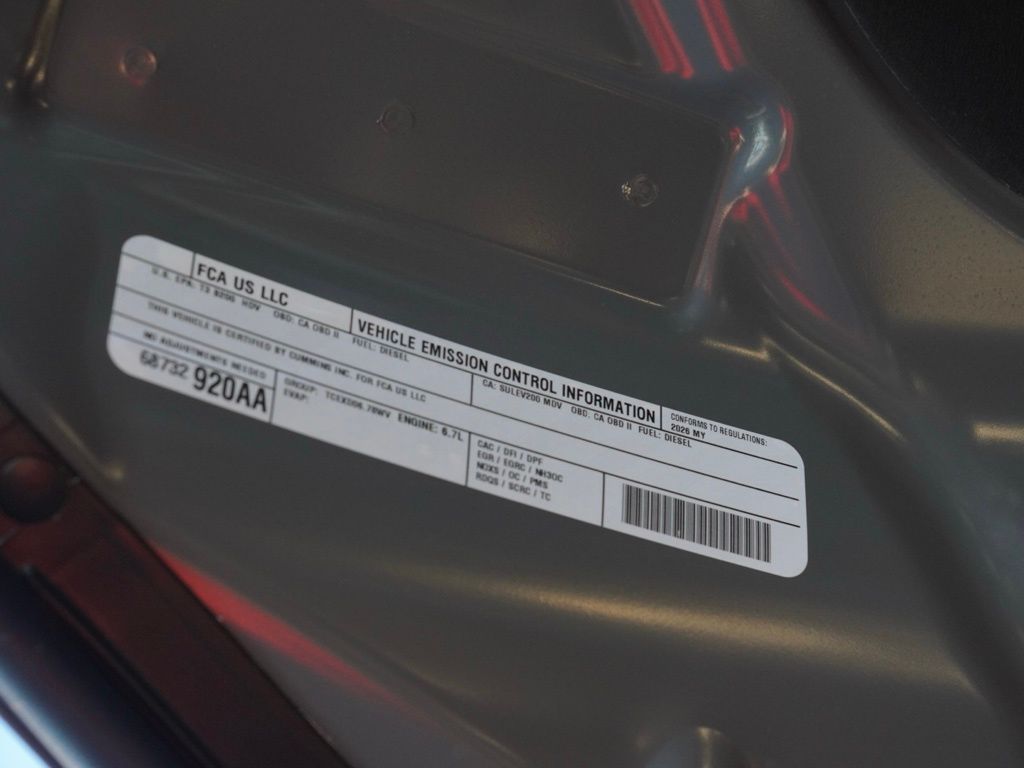 FCA US LLC
VEHICLE EMISSION CONTROL INFORMATION
CONFORMS TO REGULATIONS:
2026 MY
U.S. EPA: T3 B200 HDV OBD: CA OBD II FUEL: DIESEL
CA: SULEV200 MDV OBD: CA OBD II FUEL: DIESEL
THIS VEHICLE IS CERTIFIED BY CUMMINS INC. FOR FCA US LLC
NO ADJUSTMENTS NEEDED
68732 920AA
GROUP: ENGINE: 6.7L
EVAP:
CAC / DFI / DPF
EGR / EGRC / NH3OC
NOXS / OC / PMS
RDQS / SCRC / TC